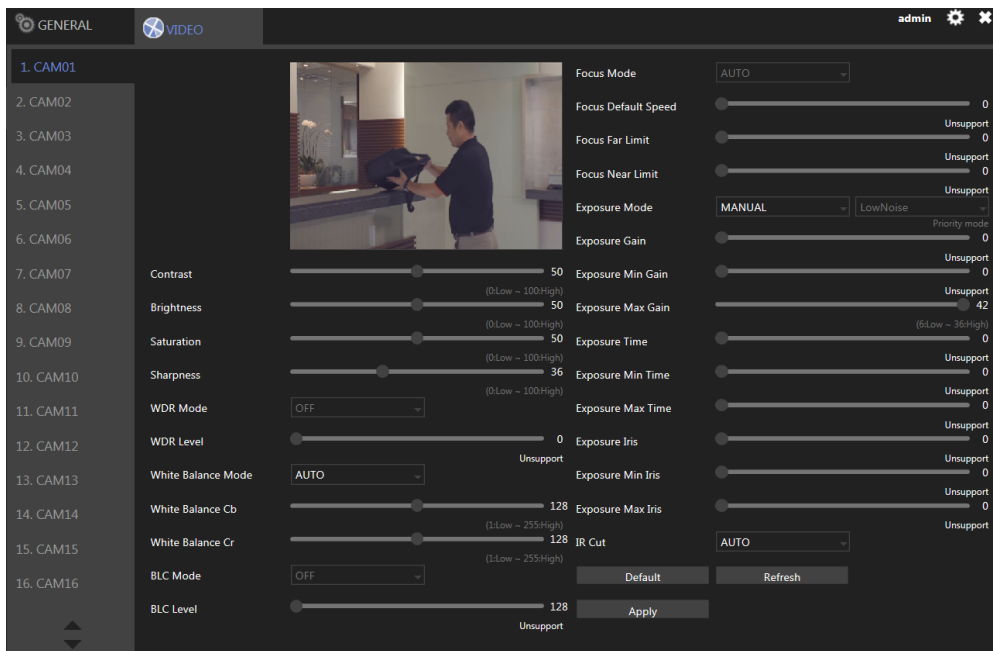 GENERAL
VIDEO
admin
1. CAM01
2. CAM02
3. CAM03
4. CAM04
5. CAM05
6. CAM06
7. CAM07
8. CAM08
9. CAM09
10. CAM10
11. CAM11
12. CAM12
13. CAM13
14. CAM14
15. CAM15
16. CAM16
Contrast 50
(0:Low ~ 100:High)
Brightness 50
(0:Low ~ 100:High)
Saturation 50
(0:Low ~ 100:High)
Sharpness 36
(0:Low ~ 100:High)
WDR Mode OFF
WDR Level 0
Unsupport
White Balance Mode AUTO
White Balance Cb 128
(1:Low ~ 255:High)
White Balance Cr 128
(1:Low ~ 255:High)
BLC Mode OFF
BLC Level 128
Unsupport
Focus Mode AUTO
Focus Default Speed 0
Unsupport
Focus Far Limit 0
Unsupport
Focus Near Limit 0
Unsupport
Exposure Mode MANUAL LowNoise
Priority mode
Exposure Gain 0
Unsupport
Exposure Min Gain 0
Unsupport
Exposure Max Gain 42
(6:Low ~ 36:High)
Exposure Time 0
Unsupport
Exposure Min Time 0
Unsupport
Exposure Max Time 0
Unsupport
Exposure Iris 0
Unsupport
Exposure Min Iris 0
Unsupport
Exposure Max Iris 0
Unsupport
IR Cut AUTO
Default Refresh
Apply